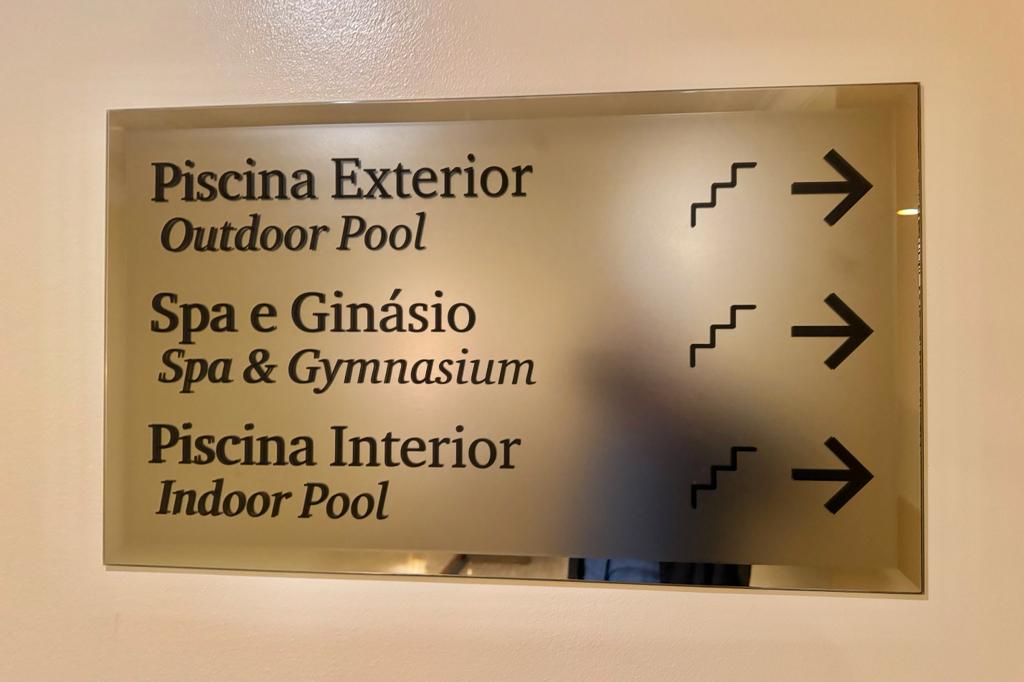 Piscina Exterior
Outdoor Pool
Spa e Ginásio
Spa & Gymnasium
Piscina Interior
Indoor Pool